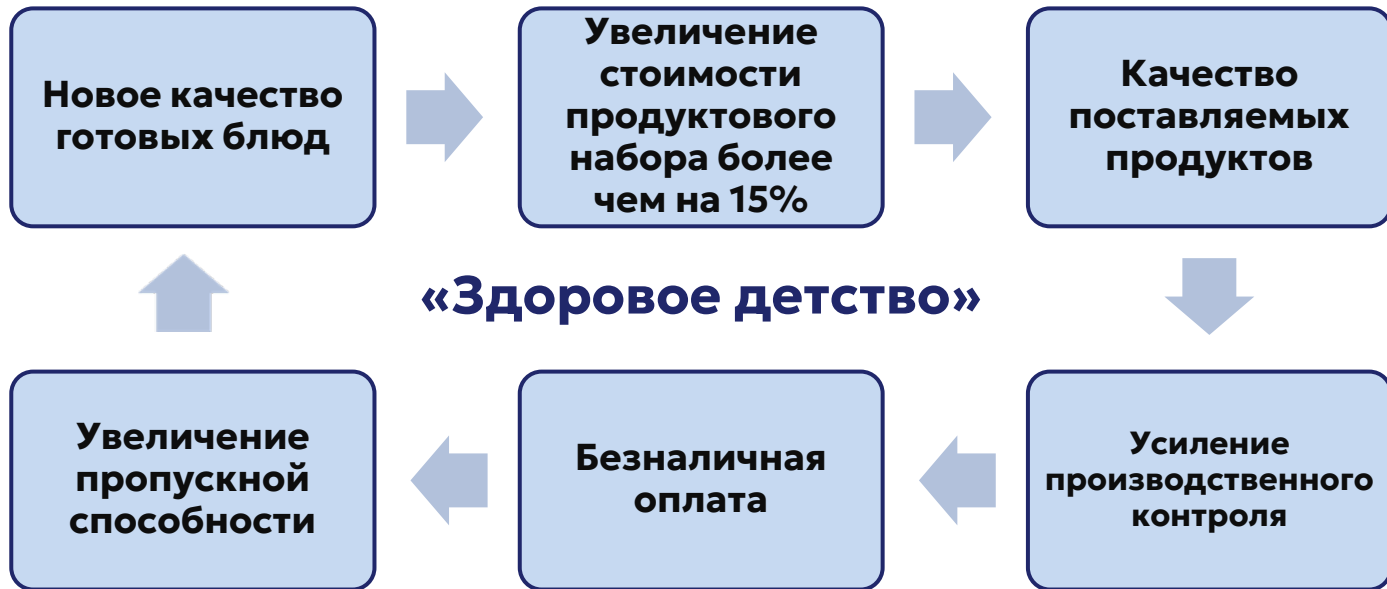 Новое качество
готовых блюд
Увеличение
стоимости
продуктового
набора более
чем на 15%
Качество
поставляемых
продуктов
«Здоровое детство»
Увеличение
пропускной
способности
Безналичная
оплата
Усиление
производственного
контроля